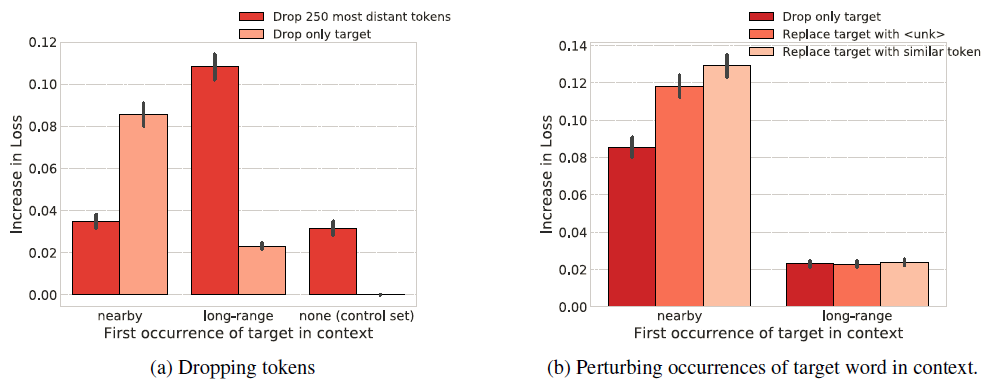 Drop 250 most distant tokens
Drop only target
0.12
0.10
0.08
0.06
0.04
0.02
0.00
Increase in Loss
nearby
long-range
none (control set)
First occurrence of target in context
(a) Dropping tokens
Drop only target
Replace target with <unk>
Replace target with similar token
0.14
0.12
0.10
0.08
0.06
0.04
0.02
0.00
Increase in Loss
nearby
long-range
First occurrence of target in context
(b) Perturbing occurrences of target word in context.